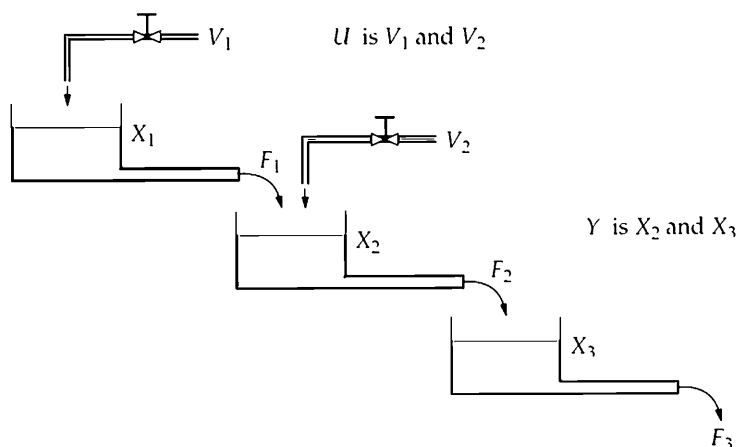 V₁
U is V₁ and V₂
X₁
V₂
F₁
X₂
Y is X₂ and X₃
F₂
X₃
F₃